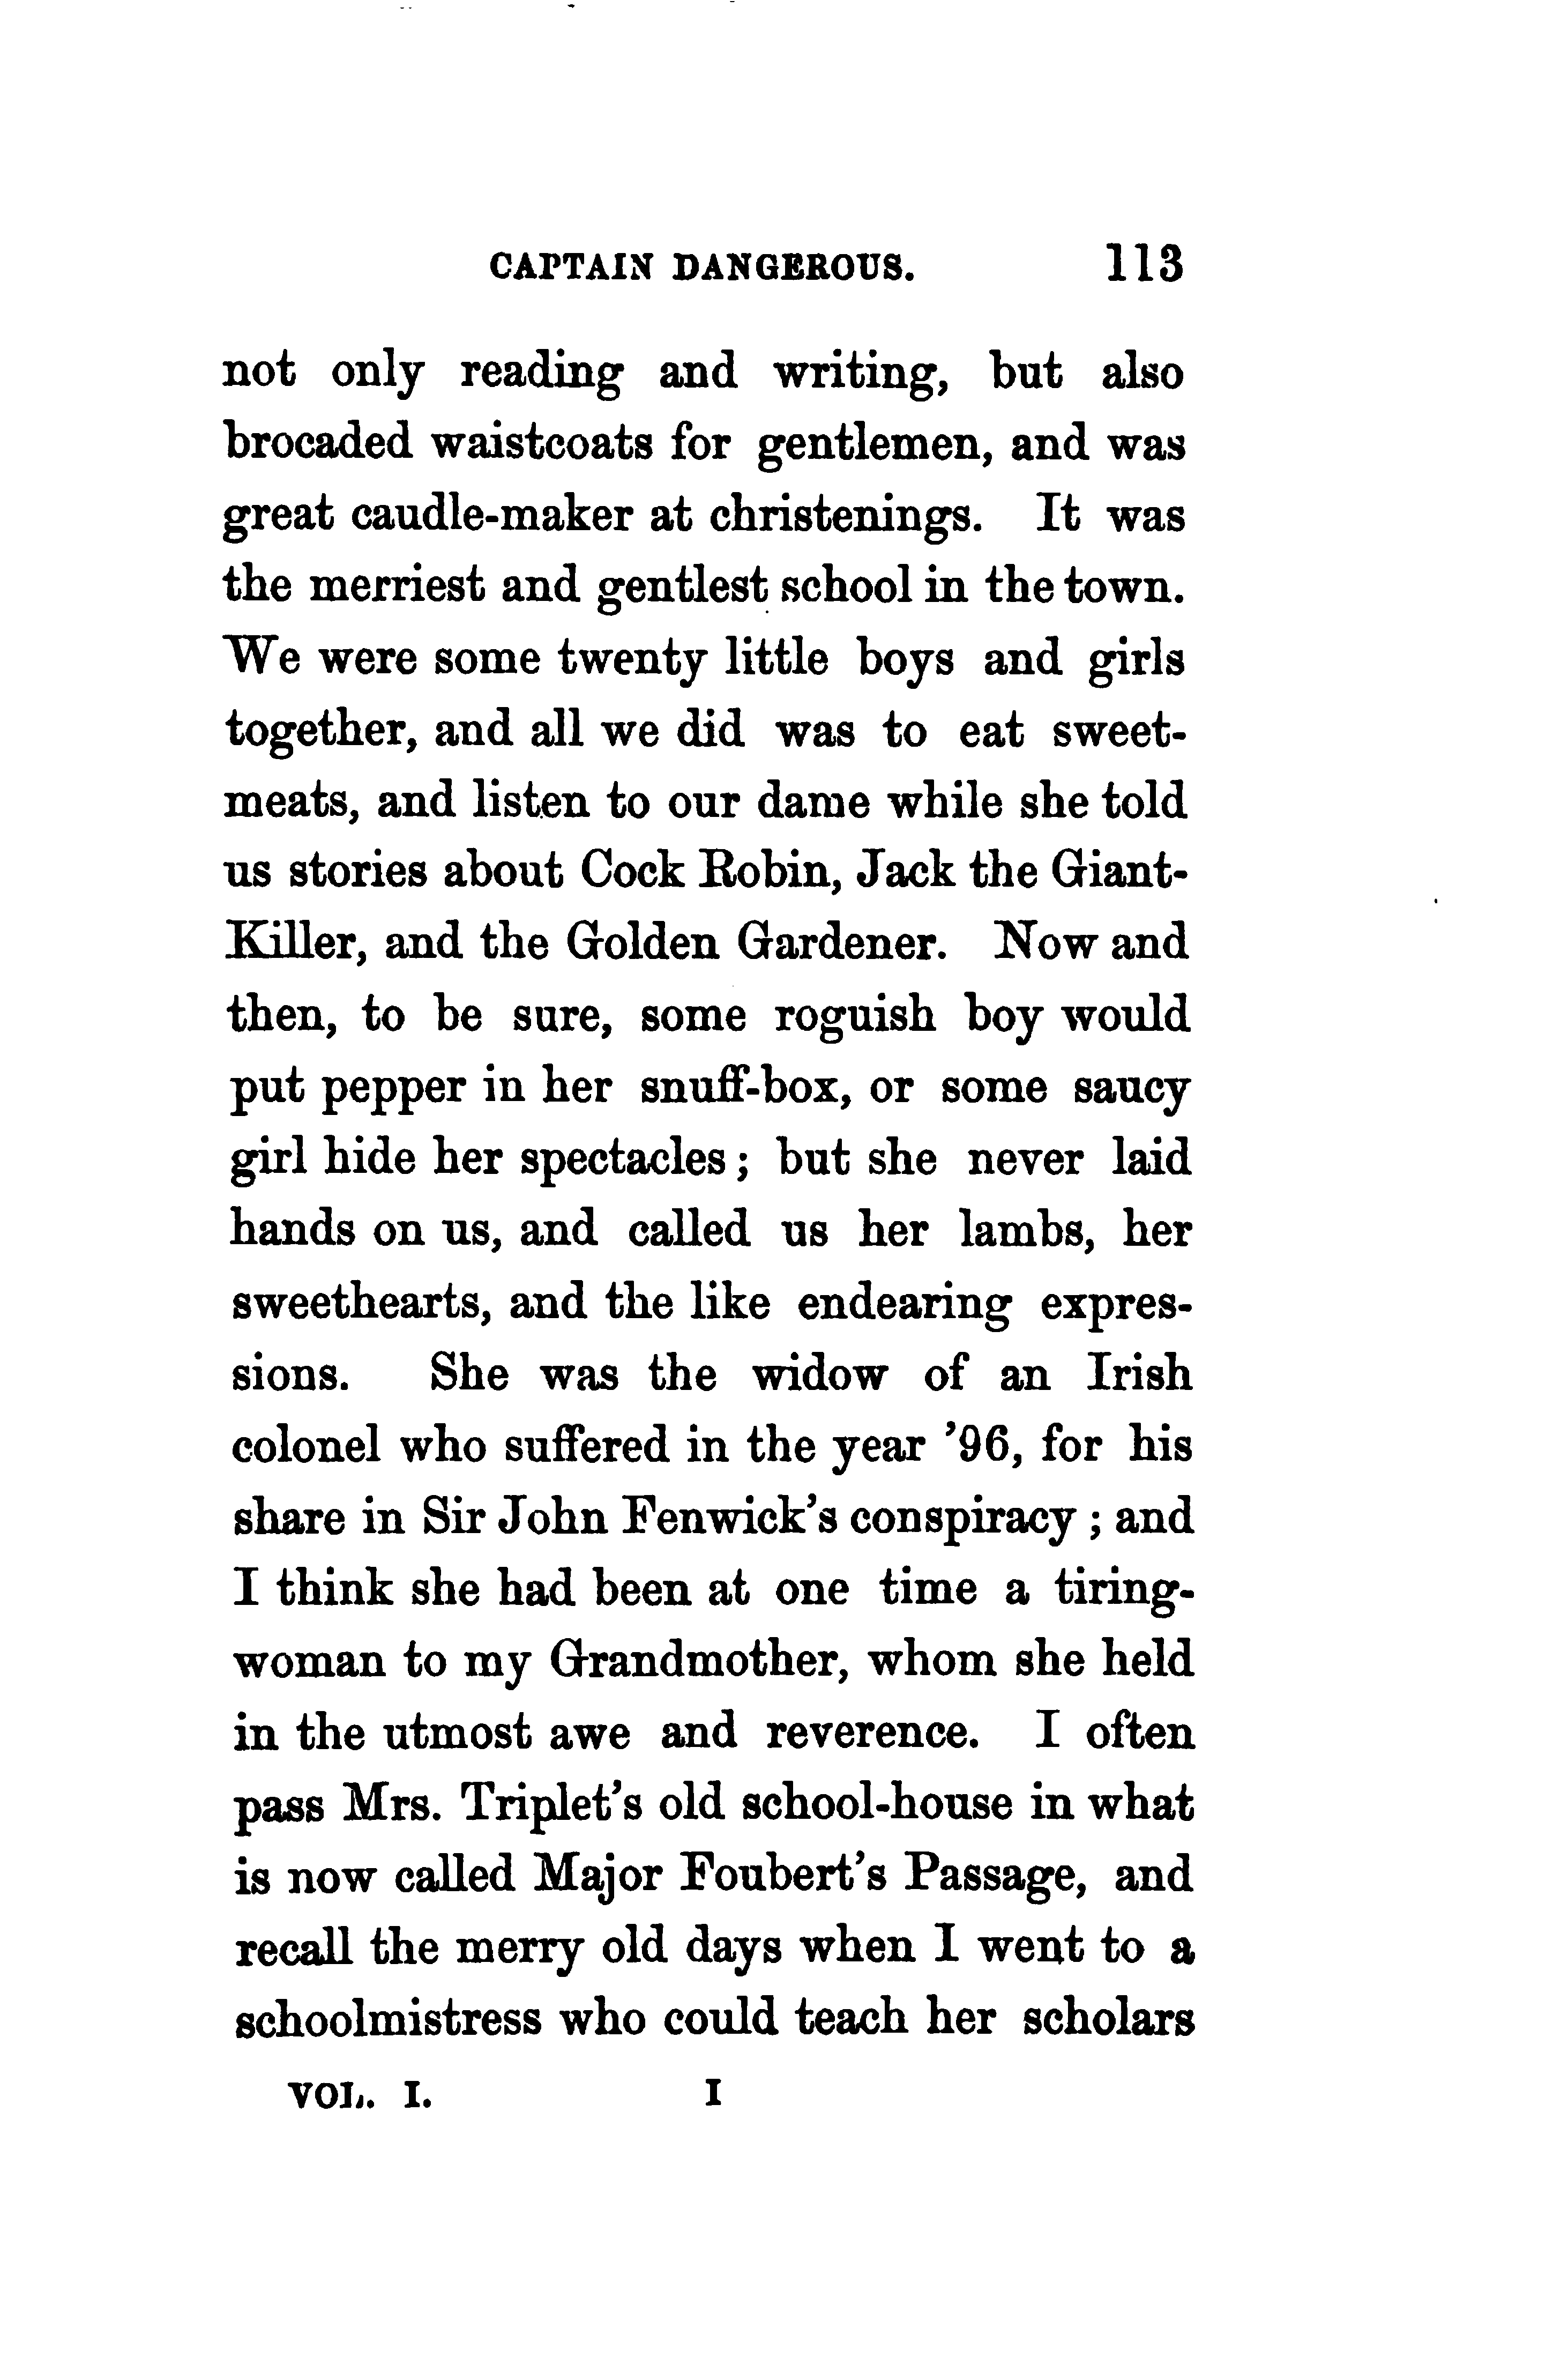 CAPTAIN DANGEROUS. 113
not only reading and writing, but also
brocaded waistcoats for gentlemen, and was
great caudle-maker at christenings. It was
the merriest and gentlest school in the town.
We were some twenty little boys and girls
together, and all we did was to eat sweet-
meats, and listen to our dame while she told
us stories about Cock Robin, Jack the Giant-
Killer, and the Golden Gardener. Now and
then, to be sure, some roguish boy would
put pepper in her snuff-box, or some saucy
girl hide her spectacles; but she never laid
hands on us, and called us her lambs, her
sweethearts, and the like endearing expres-
sions. She was the widow of an Irish
colonel who suffered in the year ’96, for his
share in Sir John Fenwick’s conspiracy; and
I think she had been at one time a tiring-
woman to my Grandmother, whom she held
in the utmost awe and reverence. I often
pass Mrs. Triplet’s old school-house in what
is now called Major Foubert’s Passage, and
recall the merry old days when I went to a
schoolmistress who could teach her scholars
VOL. I. I